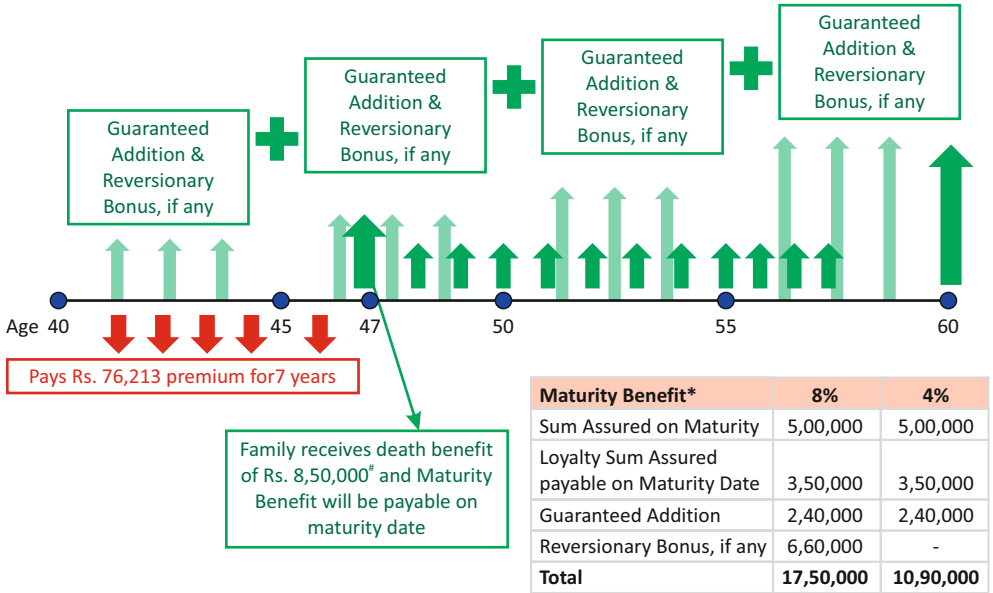 Guaranteed
Addition &
Reversionary
Bonus, if any
Guaranteed
Addition &
Reversionary
Bonus, if any
Guaranteed
Addition &
Reversionary
Bonus, if any
Guaranteed
Addition &
Reversionary
Bonus, if any
Age 40 45 47 50 55 60
Pays Rs. 76,213 premium for7 years
Family receives death benefit
of Rs. 8,50,000# and Maturity
Benefit will be payable on
maturity date
Maturity Benefit* 8% 4%
Sum Assured on Maturity 5,00,000 5,00,000
Loyalty Sum Assured
payable on Maturity Date 3,50,000 3,50,000
Guaranteed Addition 2,40,000 2,40,000
Reversionary Bonus, if any 6,60,000 -
Total 17,50,000 10,90,000